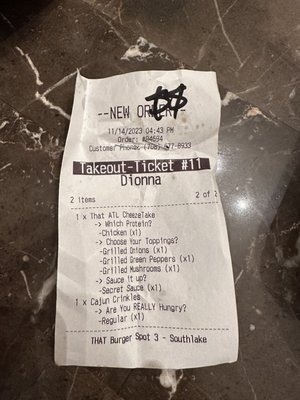 --NEW ORDER--
11/14/2023 04:43 PM
Order: #84694
Customer Phone: (706) 577-8933
Takeout-Ticket #11
Dionna
2 items
2 of 2
1 x That ATL Cheezelake
-> Which Protein?
-Chicken (x1)
-> Choose Your Toppings?
-Grilled Onions (x1)
-Grilled Green Peppers (x1)
-Grilled Mushrooms (x1)
-> Sauce it up?
-Secret Sauce (x1)
1 x Cajun Crinkles
-> Are You REALLY Hungry?
-Regular (x1)
THAT Burger Spot 3 - Southlake